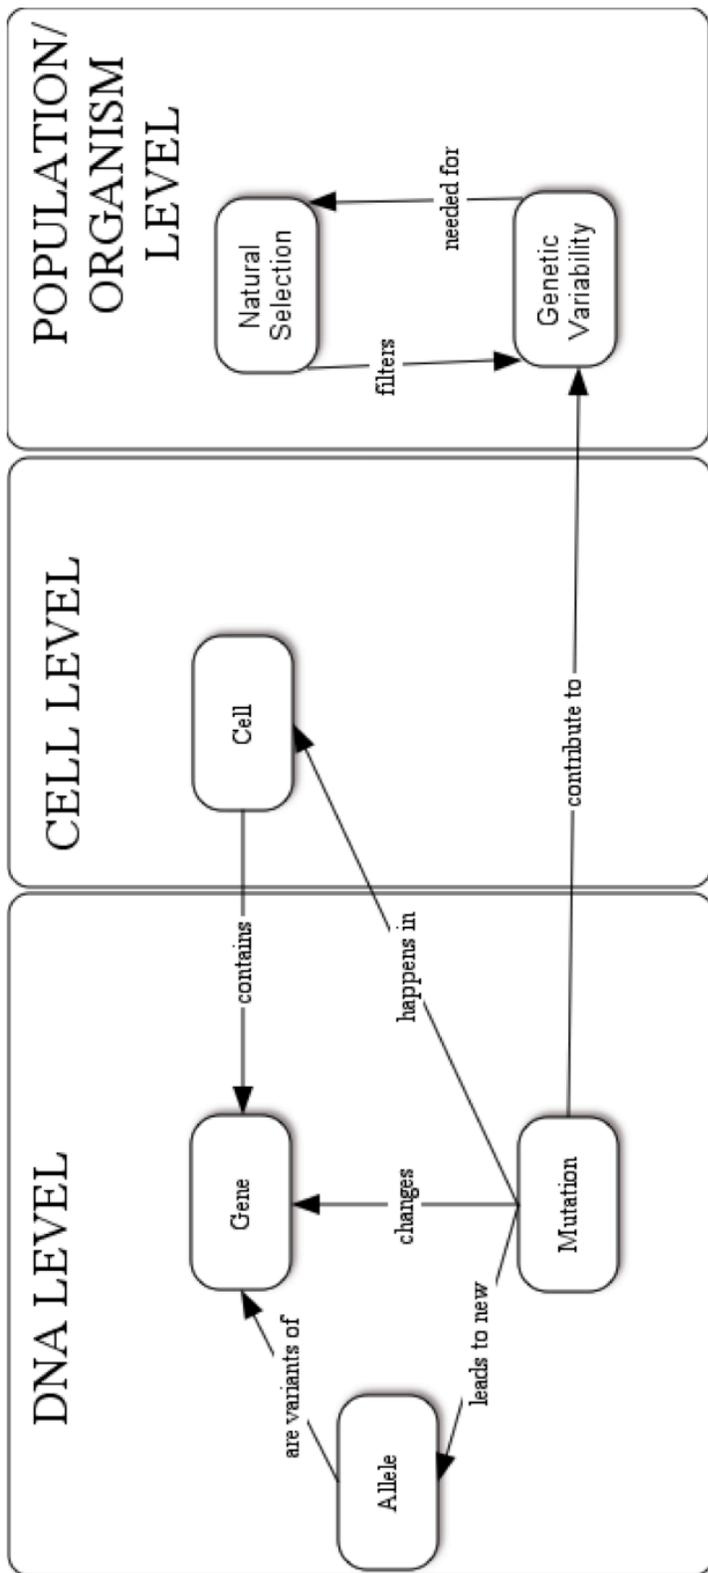 DNA LEVEL
CELL LEVEL
POPULATION/
ORGANISM
LEVEL
Gene
contains
Cell
Natural
Selection
are variants of
Allele
changes
happens in
filters
needed for
leads to new
Mutation
contribute to
Genetic
Variability